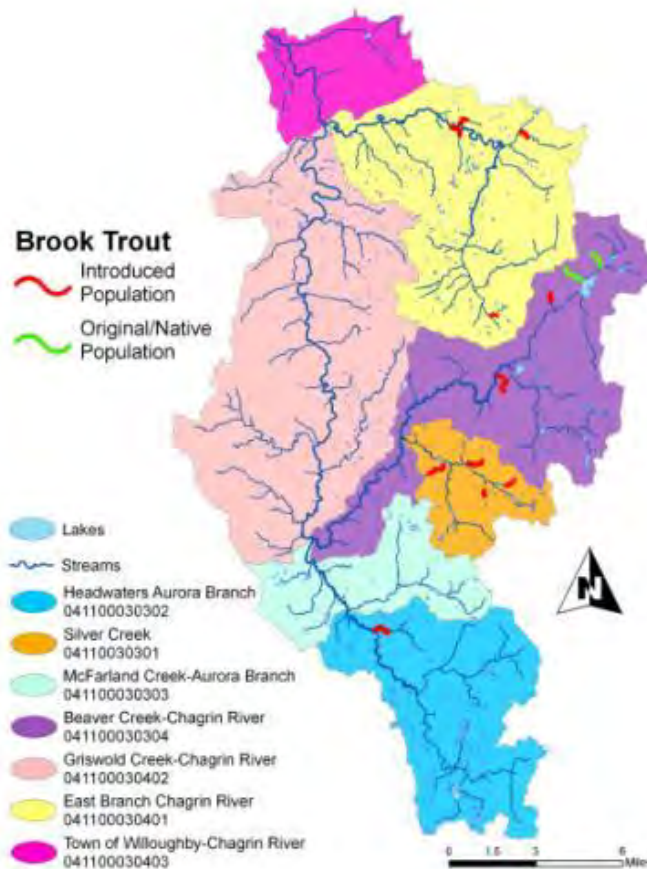 Brook Trout
Introduced
Population
Original/Native
Population
Lakes
Streams
Headwaters Aurora Branch
041100030302
Silver Creek
04110030301
McFarland Creek-Aurora Branch
041100030303
Beaver Creek-Chagrin River
041100030304
Griswold Creek-Chagrin River
041100030402
East Branch Chagrin River
041100030401
Town of Willoughby-Chagrin River
041100030403
N
0 1.5 3 6
Miles